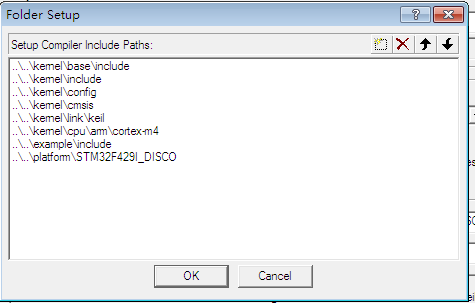 Folder Setup
Setup Compiler Include Paths:
..\..\kernel\base\include
..\..\kernel\include
..\..\kernel\config
..\..\kernel\cmsis
..\..\kernel\link\keil
..\..\kernel\cpu\arm\cortex-m4
..\..\example\include
..\..\platform\STM32F429I_DISCO
OK
Cancel